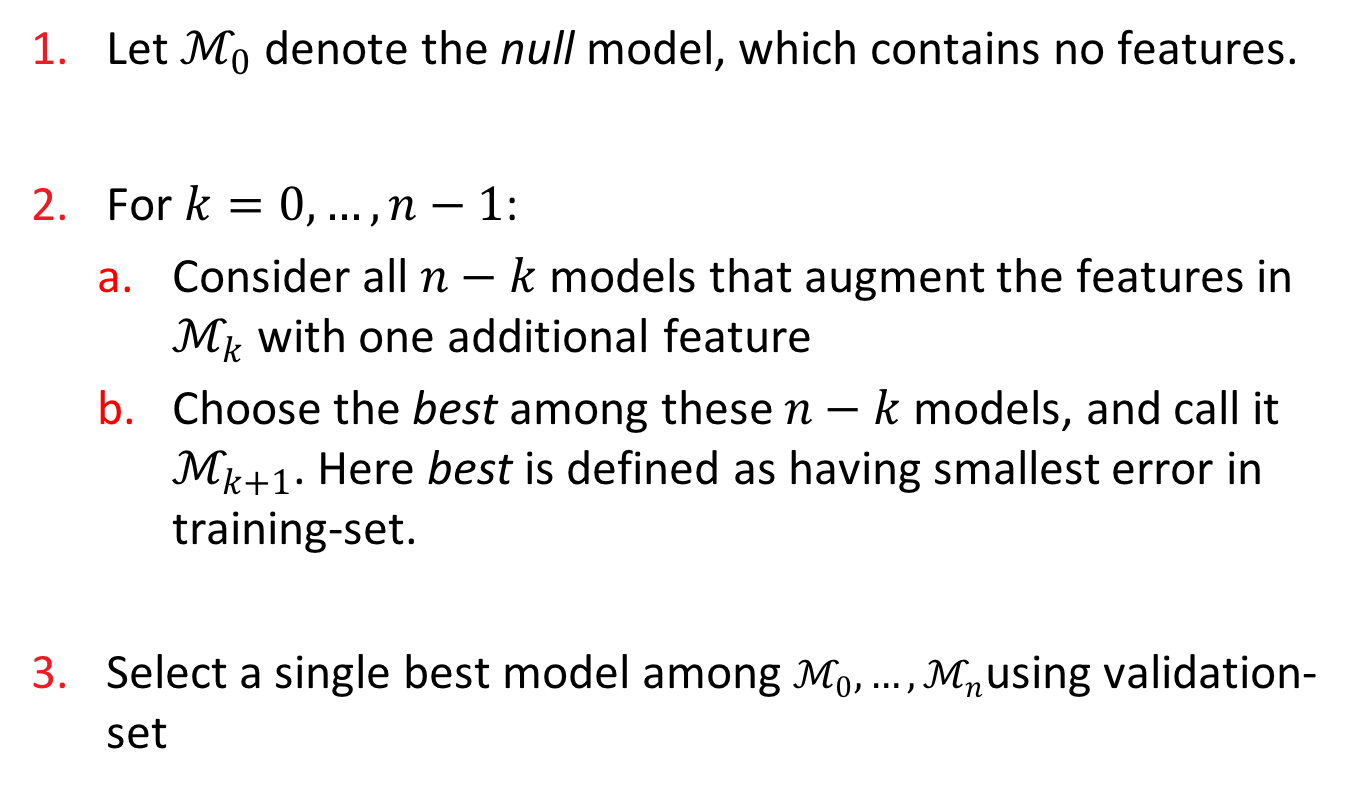 1. Let ℳ₀ denote the null model, which contains no features.
2. For 𝑘 = 0, … , 𝑛 − 1:
a. Consider all 𝑛 − 𝑘 models that augment the features in
ℳₖ with one additional feature
b. Choose the best among these 𝑛 − 𝑘 models, and call it
ℳₖ₊₁. Here best is defined as having smallest error in
training-set.
3. Select a single best model among ℳ₀, … , ℳₙusing validation-
set